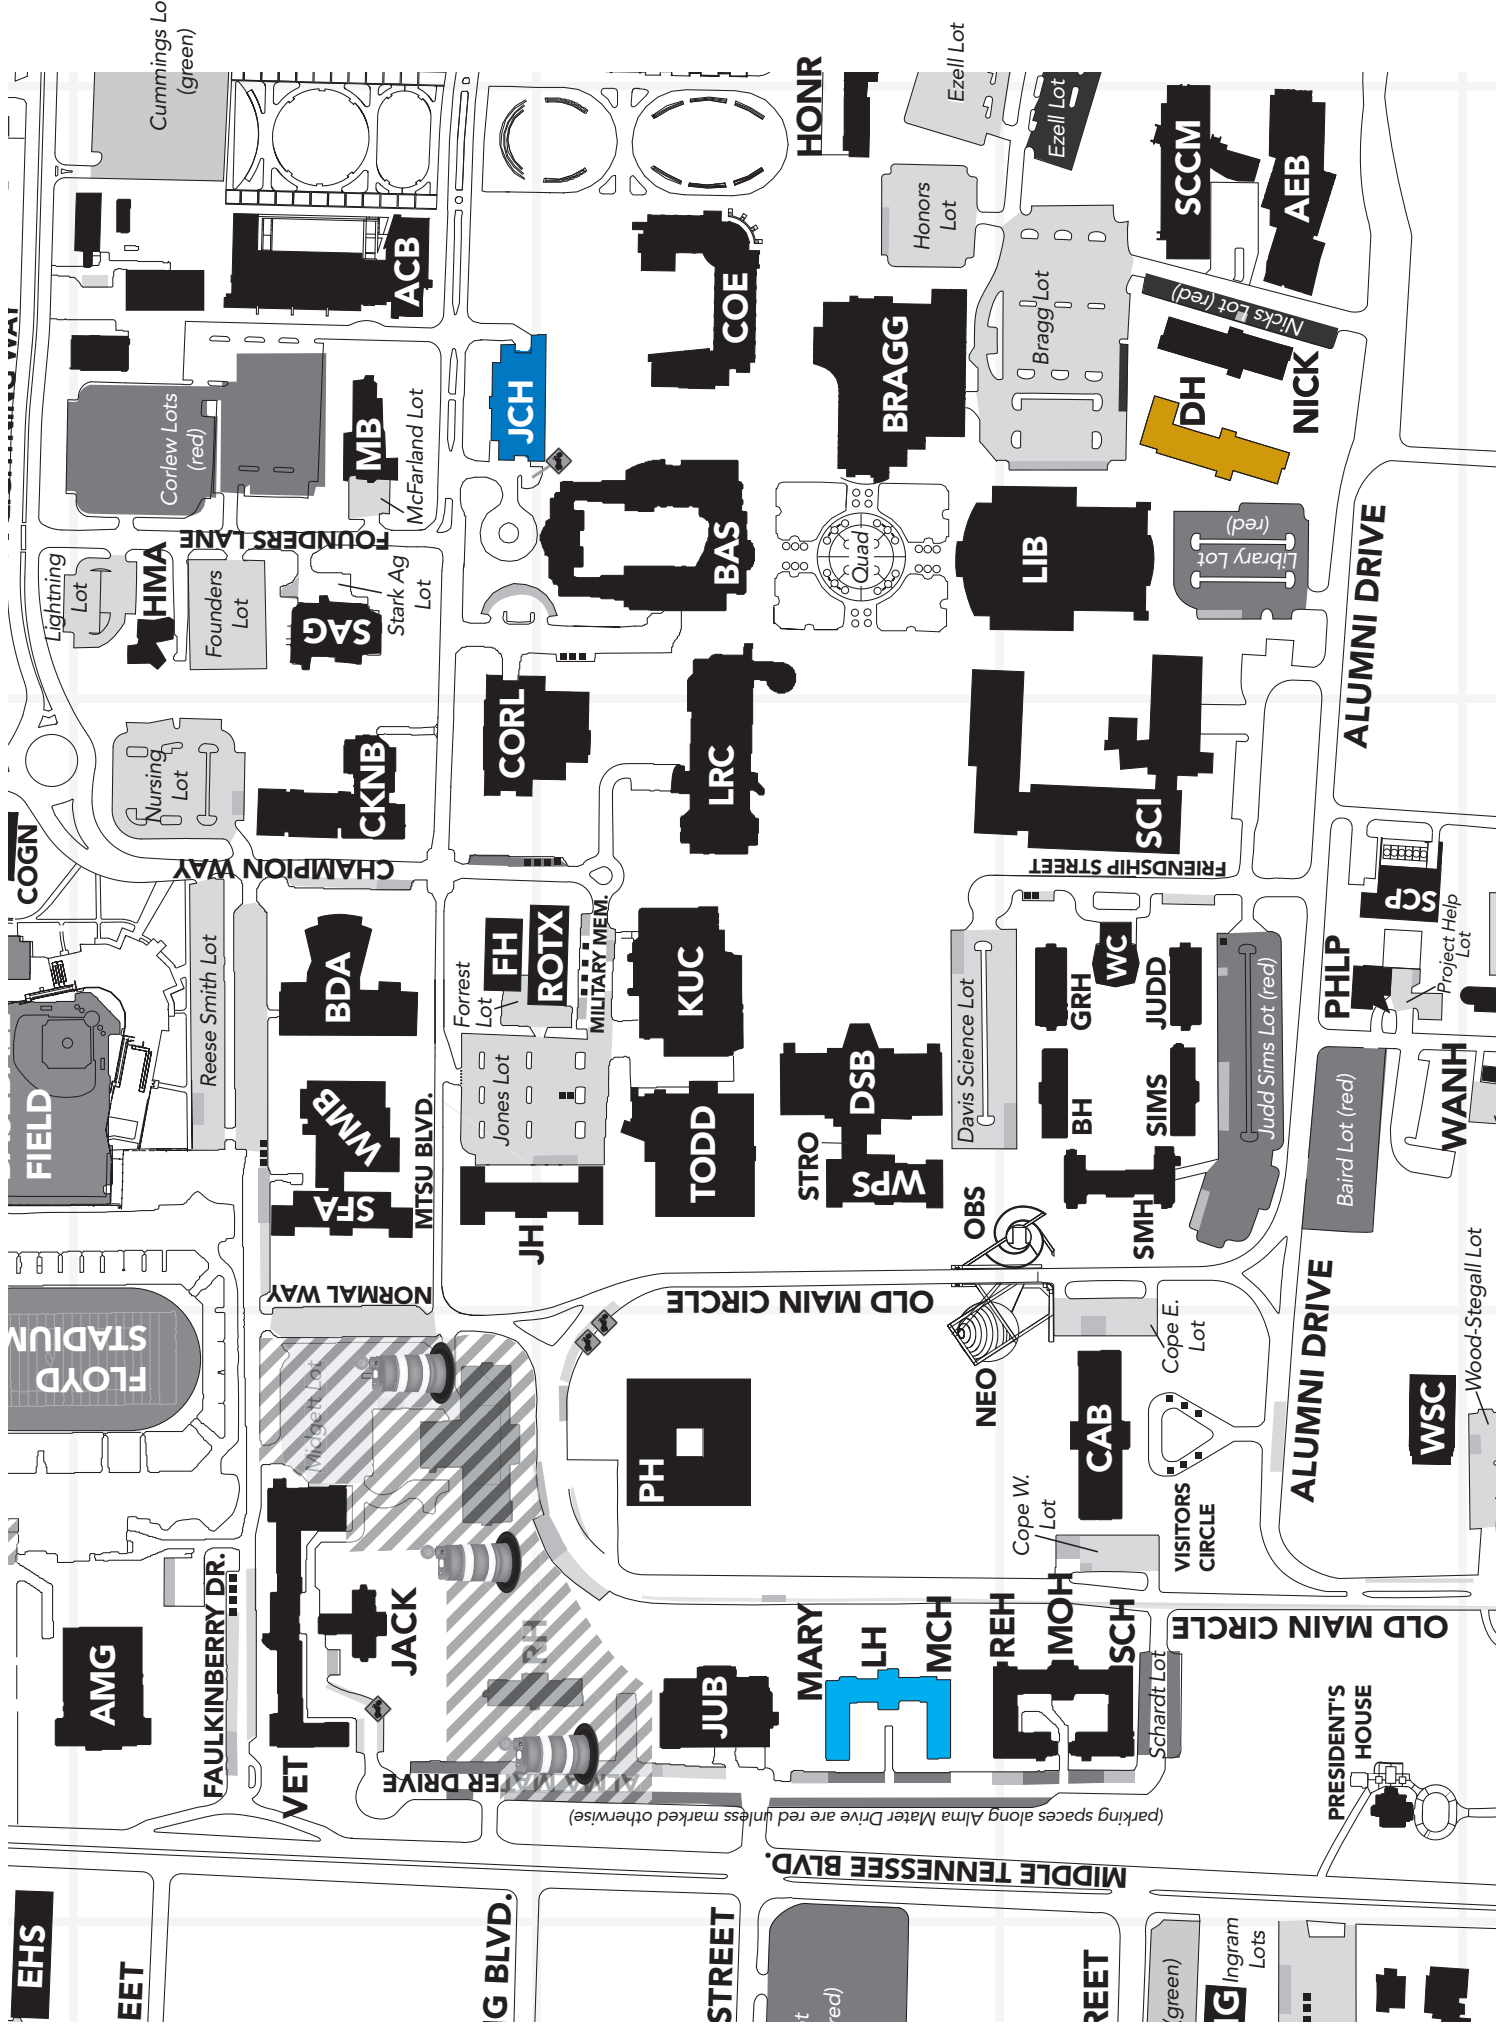 Cummings Lo
(green)
HONR
Ezell Lot
Ezell Lot
SCCM
AEB
Honors
Lot
ACB
COE
Bragg Lot
Nicks Lot (red)
BRAGG
JCH
MB
McFarland Lot
Corlew Lots
(red)
DH
NICK
FOUNDERS LANE
Lightning
Lot
HMA
Founders
Lot
SAG
Stark Ag
Lot
BAS
Quad
LIB
Library Lot
(red)
ALUMNI DRIVE
Nursing
Lot
CKNB
CORL
LRC
SCI
COGN
CHAMPION WAY
FRIENDSHIP STREET
SCP
Project Help
Lot
PHLP
Reese Smith Lot
BDA
Forrest
Lot
FH
ROTX
MILITARY MEM.
KUC
Davis Science Lot
GRH
WC
JUDD
Judd Sims Lot (red)
FIELD
WMB
SFA
MTSU BLVD.
Jones Lot
JH
TODD
STRO
DSB
WPS
BH
SIMS
SMH
Baird Lot (red)
WANH
OBS
NORMAL WAY
OLD MAIN CIRCLE
NEO
Cope E.
Lot
ALUMNI DRIVE
Wood-Stegall Lot
FLOYD
STADIUM
Midgett Lot
PH
CAB
WSC
Cope W.
Lot
VISITORS
CIRCLE
AMG
FAULKINBERRY DR.
VET
JACK
RH
JUB
MARY
LH
MCH
REH
MOH
SCH
Schardt Lot
OLD MAIN CIRCLE
ALMA MATER DRIVE
(parking spaces along Alma Mater Drive are red unless marked otherwise)
PRESIDENT'S
HOUSE
MIDDLE TENNESSEE BLVD.
EHS
EET
G BLVD.
STREET
ot
red)
REET
(green)
Ingram
Lots